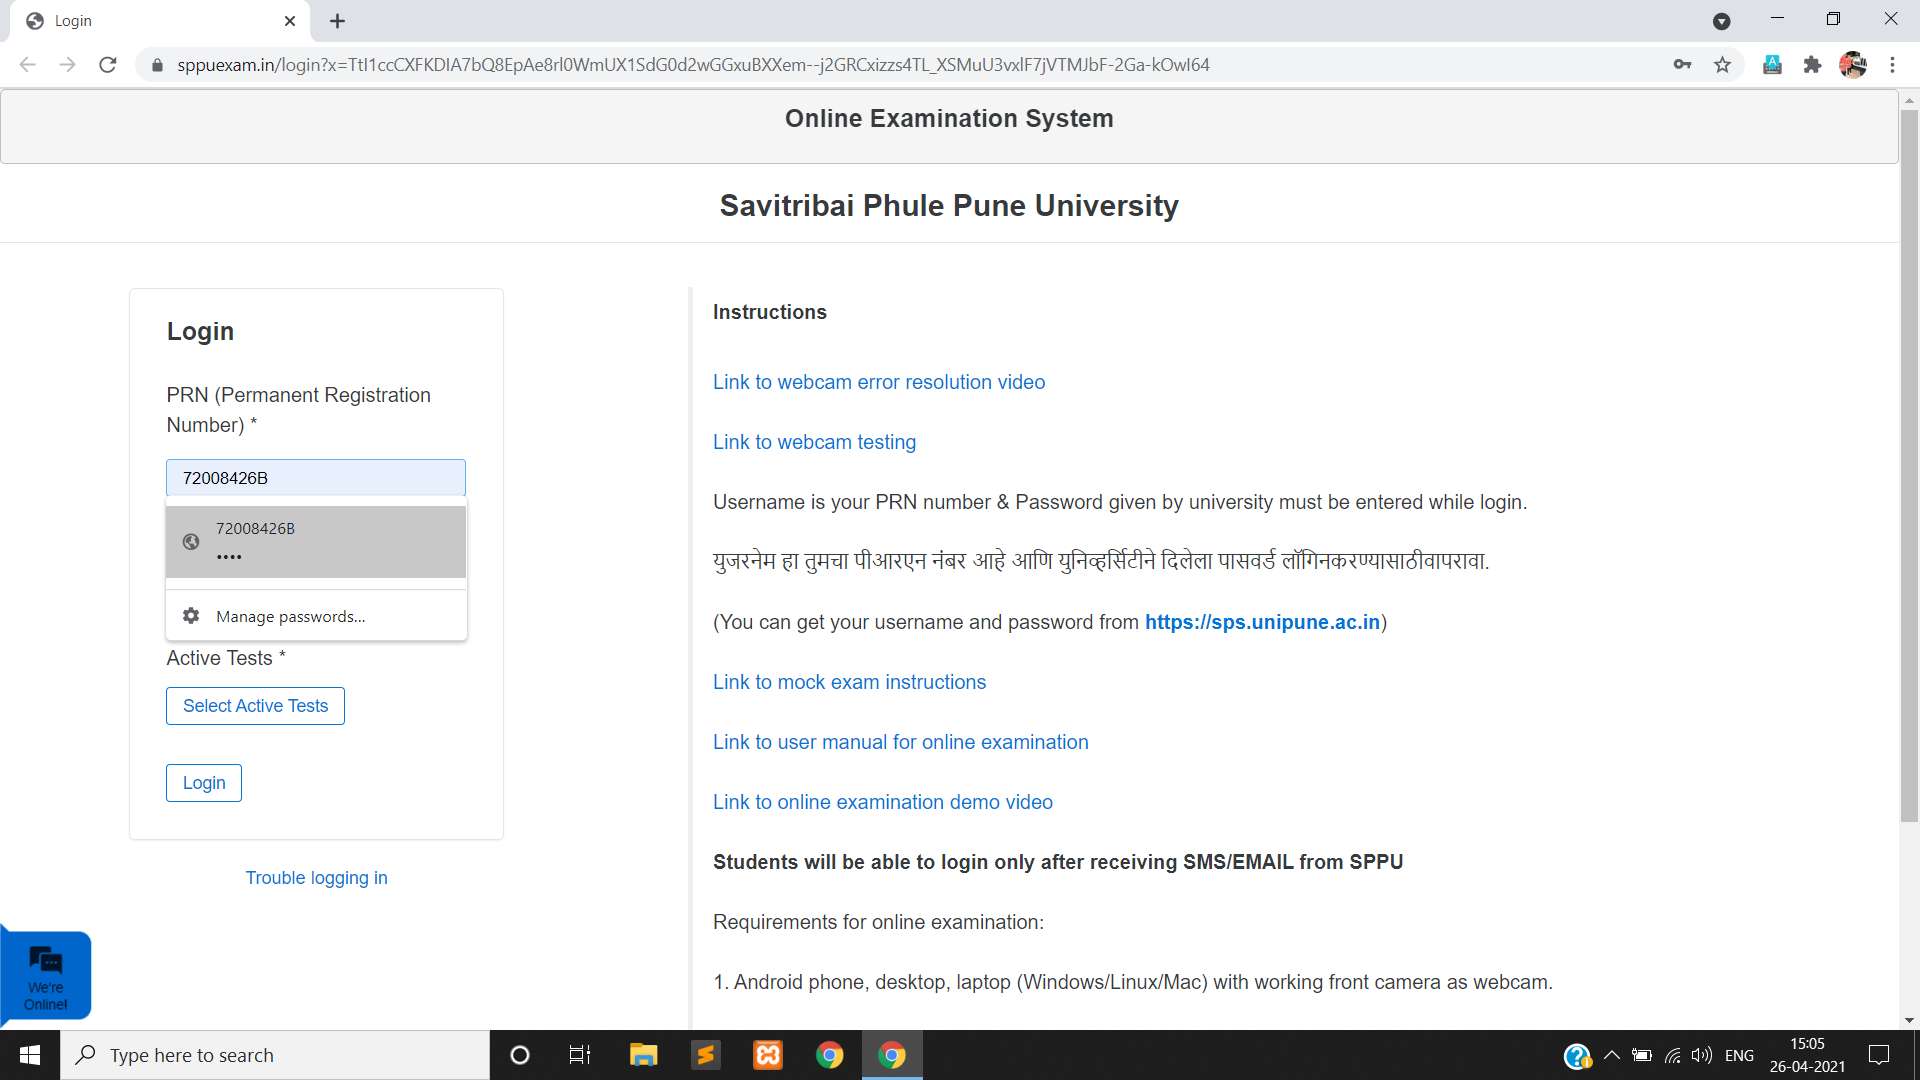 Login
sppuexam.in/login?x=TtI1ccCXFKDIA7bQ8EpAe8rl0WmUX1SdG0d2wGGxuBXXem--j2GRCxizzs4TL_XSMuU3vxlF7jVTMJbF-2Ga-kOwI64
Online Examination System
Savitribai Phule Pune University
Login
PRN (Permanent Registration
Number) *
72008426B
72008426B
••••
Manage passwords...
Active Tests *
Select Active Tests
Login
Trouble logging in
We're
Online!
Instructions
Link to webcam error resolution video
Link to webcam testing
Username is your PRN number & Password given by university must be entered while login.
युजरनेम हा तुमचा पीआरएन नंबर आहे आणि युनिव्हर्सिटीने दिलेला पासवर्ड लॉगिनकरण्यासाठीवापरावा.
(You can get your username and password from https://sps.unipune.ac.in)
Link to mock exam instructions
Link to user manual for online examination
Link to online examination demo video
Students will be able to login only after receiving SMS/EMAIL from SPPU
Requirements for online examination:
1. Android phone, desktop, laptop (Windows/Linux/Mac) with working front camera as webcam.
Type here to search
ENG
15:05
26-04-2021